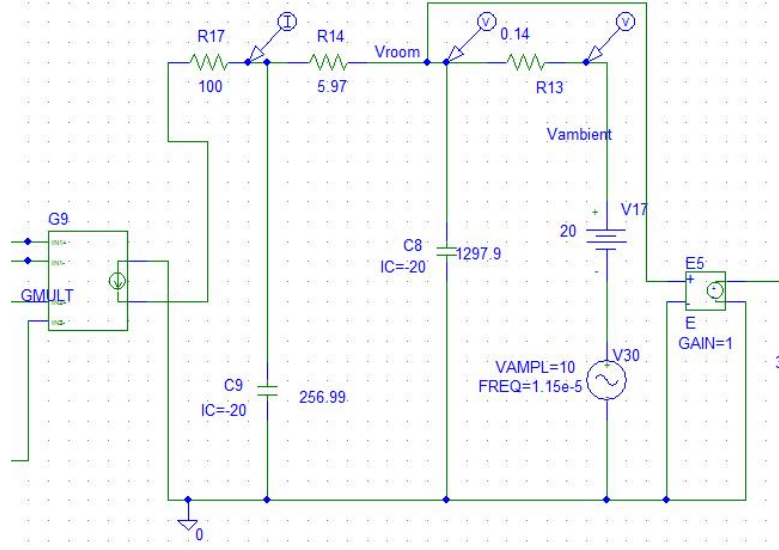 R17
R14
Vroom
0.14
100
5.97
R13
Vambient
G9
V17
20
C8
1297.9
IC=-20
E5
GMULT
E
GAIN=1
VAMPL=10
V30
FREQ=1.15e-5
C9
256.99
IC=-20
0